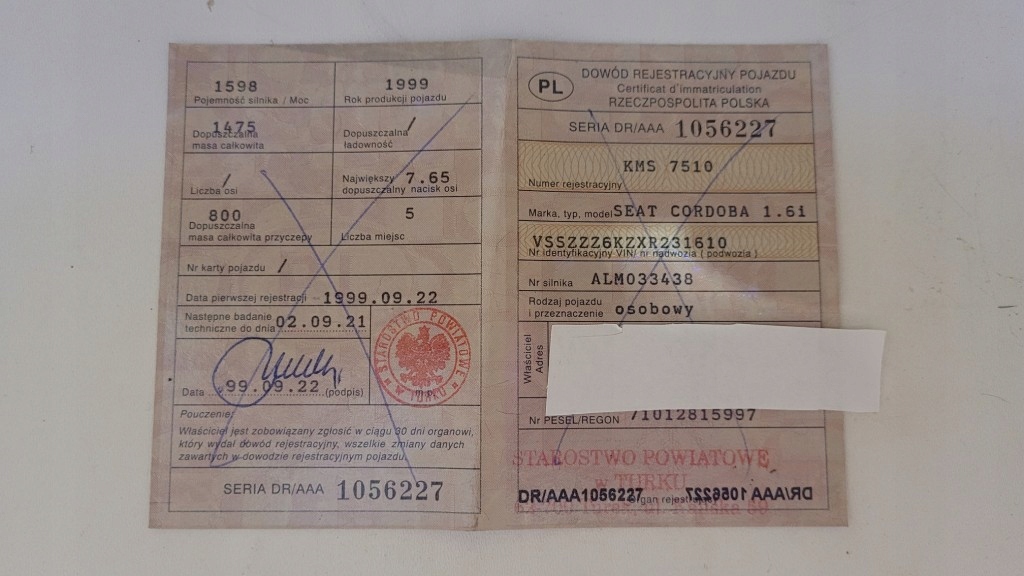 1598
Pojemność silnika / Moc
1999
Rok produkcji pojazdu
1475
Dopuszczalna
masa całkowita
/
Dopuszczalna
ładowność
/
Liczba osi
Największy 7.65
dopuszczalny nacisk osi
800
Dopuszczalna
masa całkowita przyczepy
5
Liczba miejsc
Nr karty pojazdu /
Data pierwszej rejestracji 1999.09.22
Następne badanie
techniczne do dnia 02.09.21
Data 99.09.22 (podpis)
STAROSTWO POWIATOWE
W TURKU
Pouczenie:
Właściciel jest zobowiązany zgłosić w ciągu 30 dni organowi,
który wydał dowód rejestracyjny, wszelkie zmiany danych
zawartych w dowodzie rejestracyjnym pojazdu.
SERIA DR/AAA 1056227
PL
DOWÓD REJESTRACYJNY POJAZDU
Certificat d'immatriculation
RZECZPOSPOLITA POLSKA
SERIA DR/AAA 1056227
KMS 7510
Numer rejestracyjny
Marka, typ, model SEAT CORDOBA 1.6i
VSSZZZ6KZXR231610
Nr identyfikacyjny VIN/ nr nadwozia ( podwozia )
Nr silnika ALM033438
Rodzaj pojazdu
i przeznaczenie osobowy
Właściciel
Adres
Nr PESEL/REGON 71012815997
STAROSTWO POWIATOWE
w TURKU
DR/AAA1056227 Organ rejestrujący DR/AAA 1056227